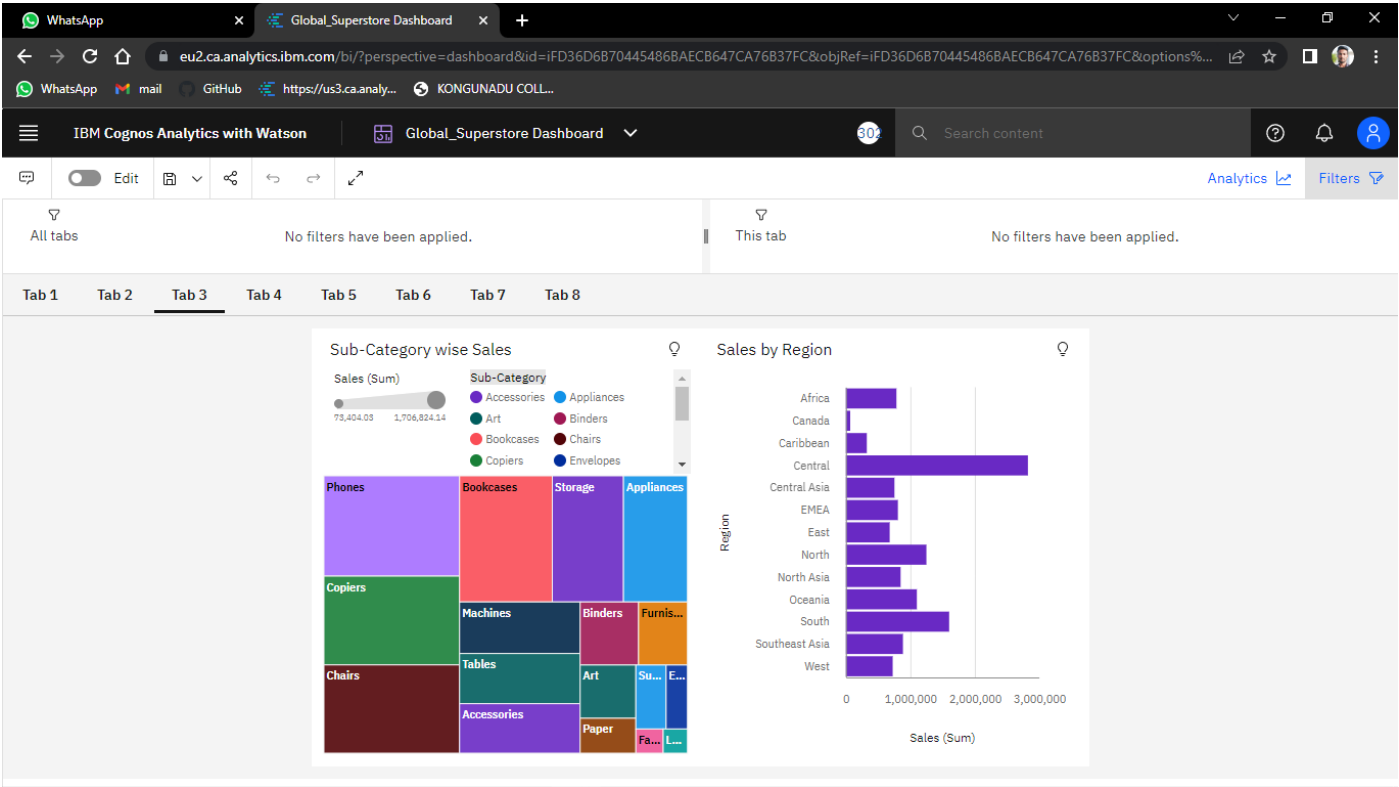 WhatsApp
Global_Superstore Dashboard
eu2.ca.analytics.ibm.com/bi/?perspective=dashboard&id=iFD36D6B70445486BAECB647CA76B37FC&objRef=iFD36D6B70445486BAECB647CA76B37FC&options%...
WhatsApp mail GitHub https://us3.ca.analy... KONGUNADU COLL...
IBM Cognos Analytics with Watson Global_Superstore Dashboard 302 Search content
Edit Analytics Filters
All tabs No filters have been applied. This tab No filters have been applied.
Tab 1 Tab 2 Tab 3 Tab 4 Tab 5 Tab 6 Tab 7 Tab 8
Sub-Category wise Sales
Sales (Sum)
73,404.03 1,706,824.14
Sub-Category
Accessories Appliances
Art Binders
Bookcases Chairs
Copiers Envelopes
Phones Bookcases Storage Appliances
Copiers
Machines Binders Furnis...
Tables
Chairs Art Su... E...
Accessories
Paper
Fa... L...
Sales by Region
Region
Africa
Canada
Caribbean
Central
Central Asia
EMEA
East
North
North Asia
Oceania
South
Southeast Asia
West
0 1,000,000 2,000,000 3,000,000
Sales (Sum)